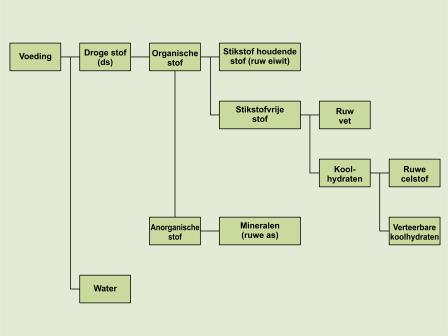 Voeding
Droge stof
(ds)
Organische
stof
Stikstof houdende
stof (ruw eiwit)
Stikstofvrije
stof
Ruw
vet
Kool-
hydraten
Ruwe
celstof
Verteerbare
koolhydraten
Anorganische
stof
Mineralen
(ruwe as)
Water